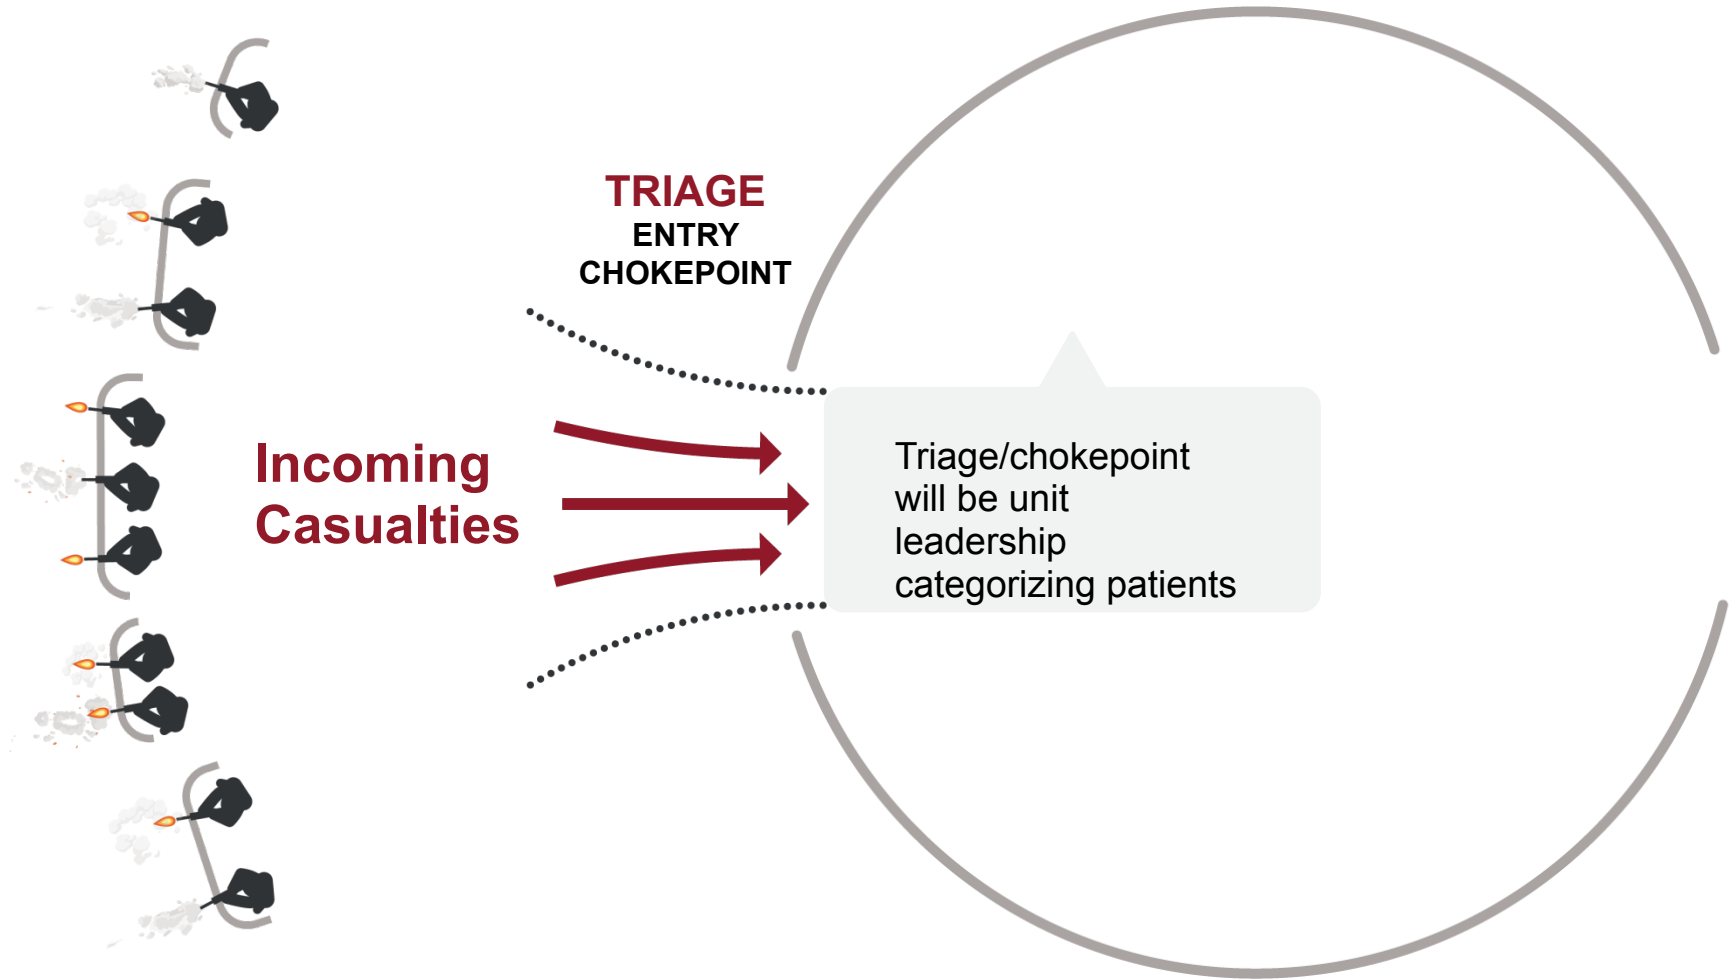 TRIAGE
ENTRY
CHOKEPOINT
Incoming
Casualties
Triage/chokepoint
will be unit
leadership
categorizing patients